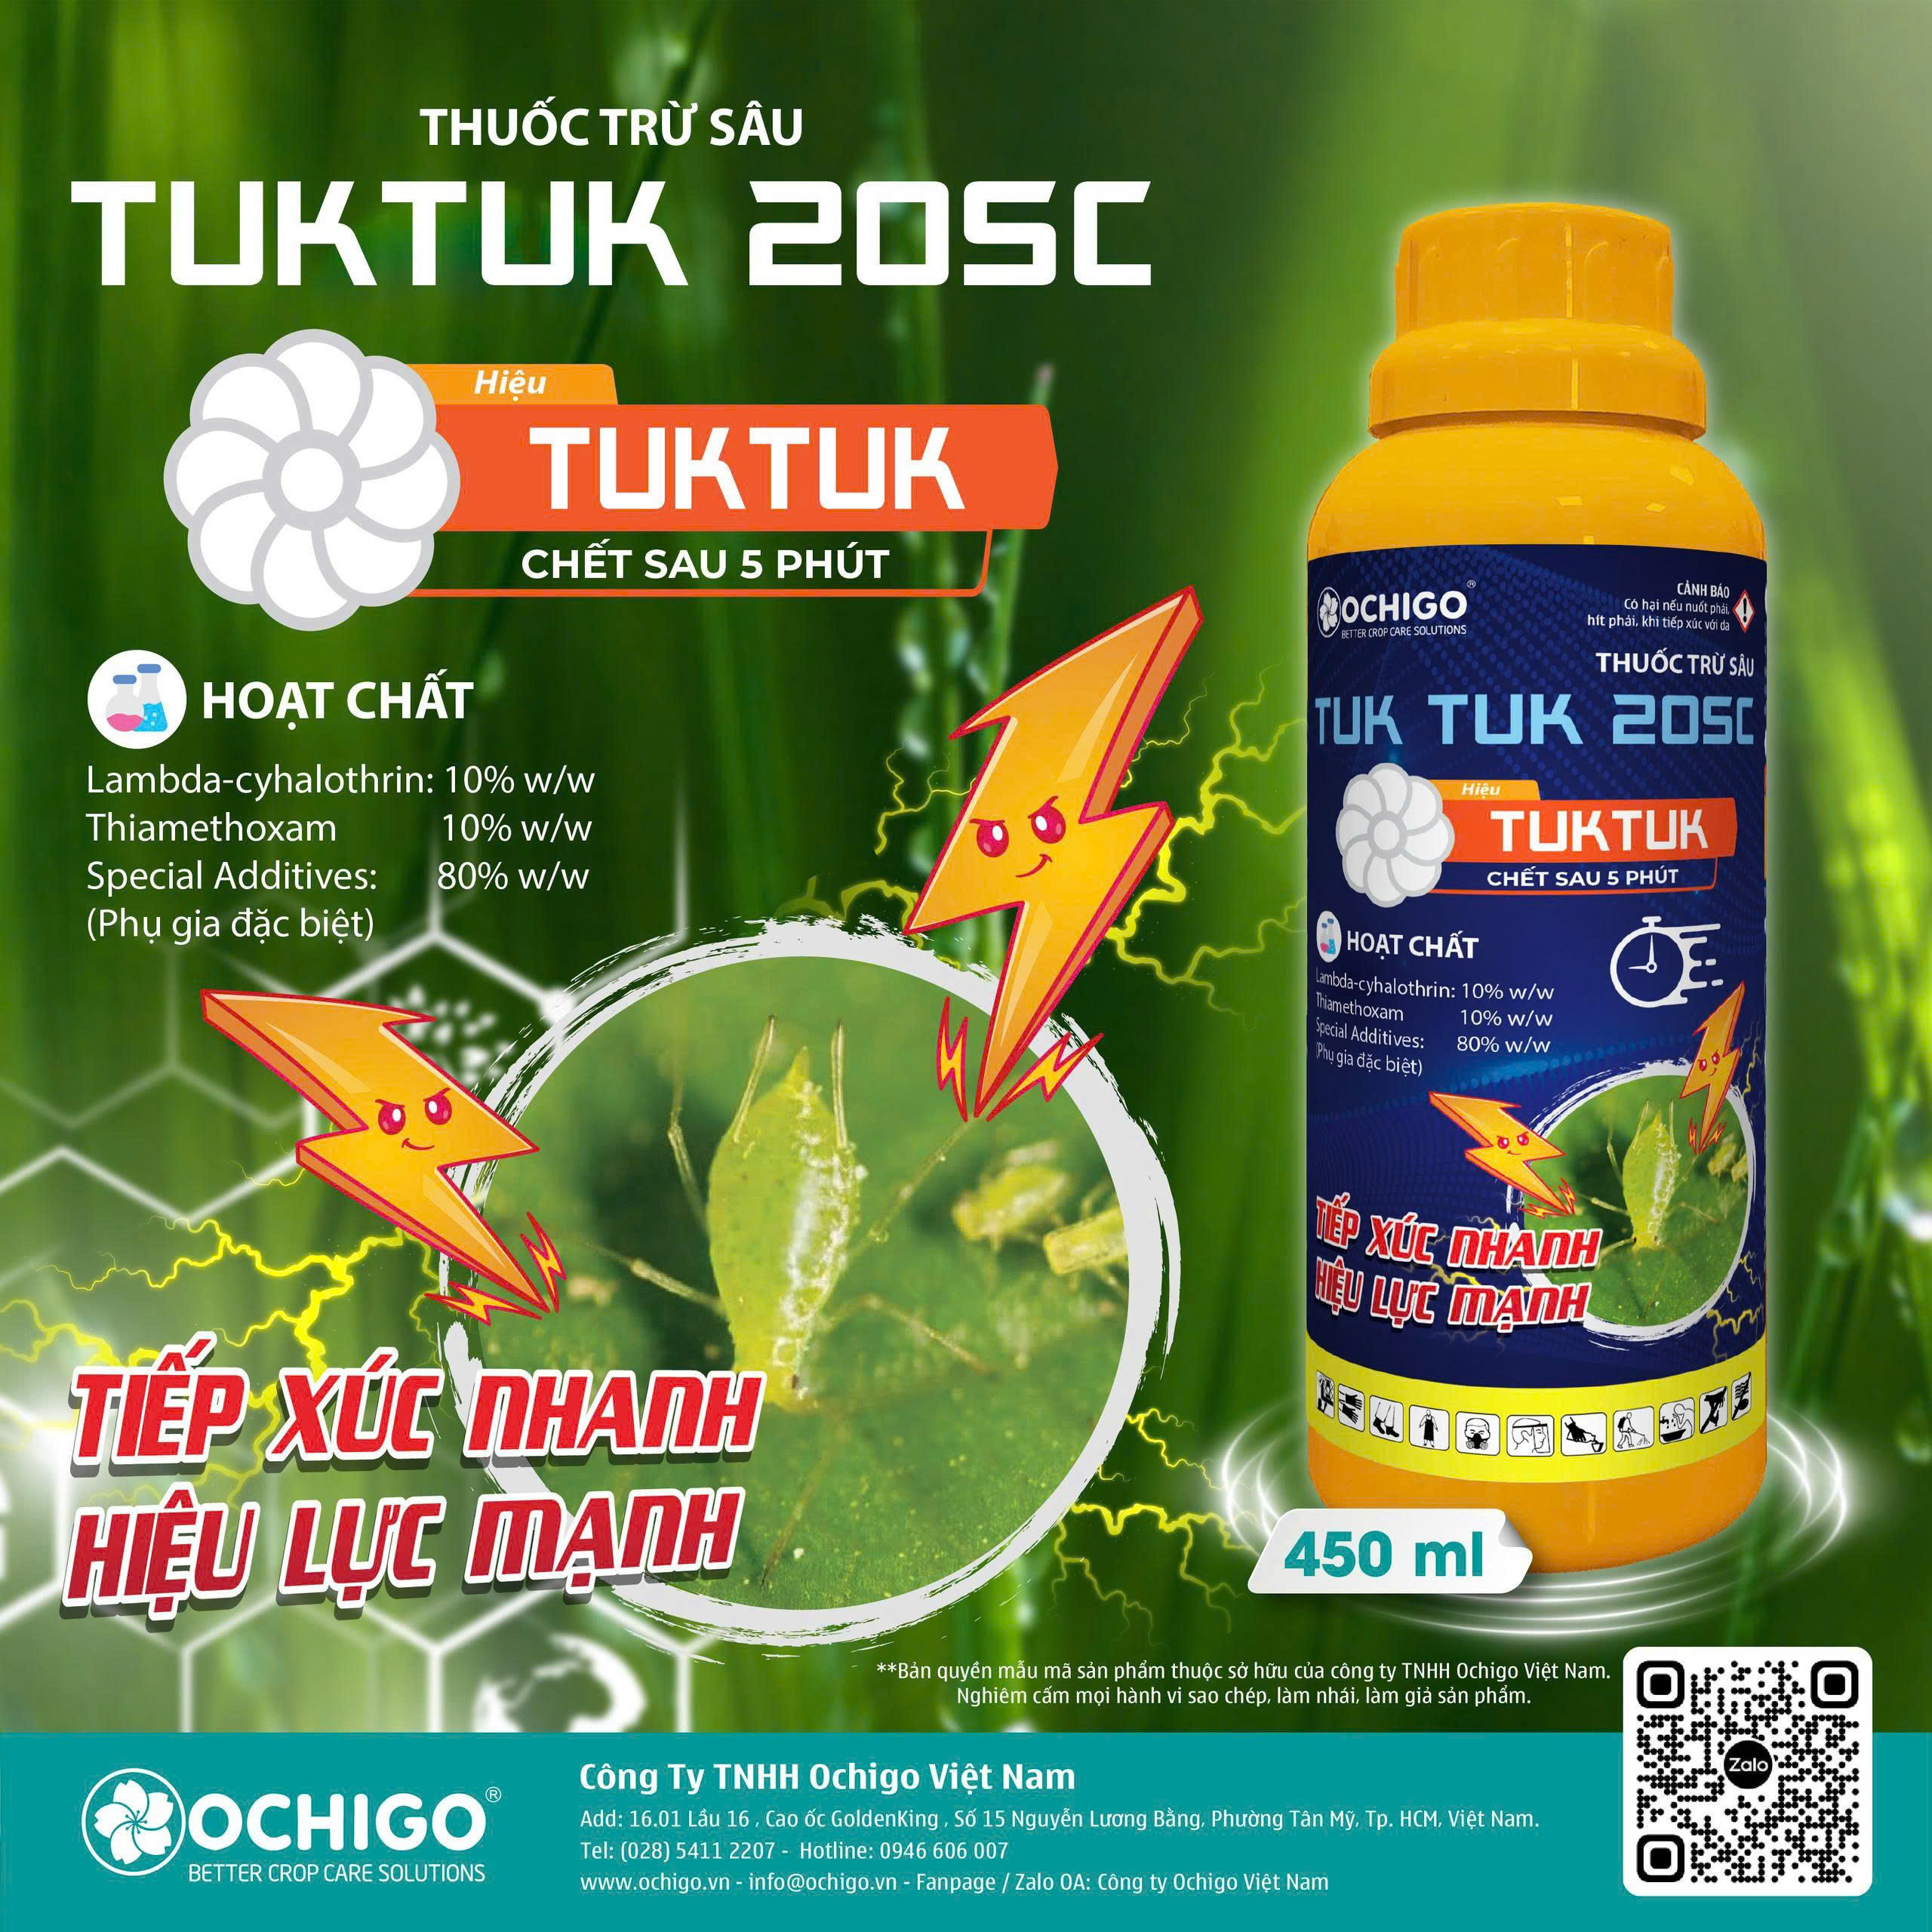 THUỐC TRỪ SÂU
TUKTUK 20SC
Hiệu
TUKTUK
CHẾT SAU 5 PHÚT
HOẠT CHẤT
Lambda-cyhalothrin: 10% w/w
Thiamethoxam 10% w/w
Special Additives: 80% w/w
(Phụ gia đặc biệt)
TIẾP XÚC NHANH
HIỆU LỰC MẠNH
OCHIGO®
BETTER CROP CARE SOLUTIONS
CẢNH BÁO
Có hại nếu nuốt phải,
hít phải, khi tiếp xúc với da
THUỐC TRỪ SÂU
TUK TUK 20SC
Hiệu
TUKTUK
CHẾT SAU 5 PHÚT
HOẠT CHẤT
Lambda-cyhalothrin: 10% w/w
Thiamethoxam 10% w/w
Special Additives: 80% w/w
(Phụ gia đặc biệt)
TIẾP XÚC NHANH
HIỆU LỰC MẠNH
450 ml
**Bản quyền mẫu mã sản phẩm thuộc sở hữu của công ty TNHH Ochigo Việt Nam.
Nghiêm cấm mọi hành vi sao chép, làm nhái, làm giả sản phẩm.
Zalo
OCHIGO®
BETTER CROP CARE SOLUTIONS
Công Ty TNHH Ochigo Việt Nam
Add: 16.01 Lầu 16 , Cao ốc GoldenKing , Số 15 Nguyễn Lương Bằng, Phường Tân Mỹ, Tp. HCM, Việt Nam.
Tel: (028) 5411 2207 - Hotline: 0946 606 007
www.ochigo.vn - info@ochigo.vn - Fanpage / Zalo OA: Công ty Ochigo Việt Nam